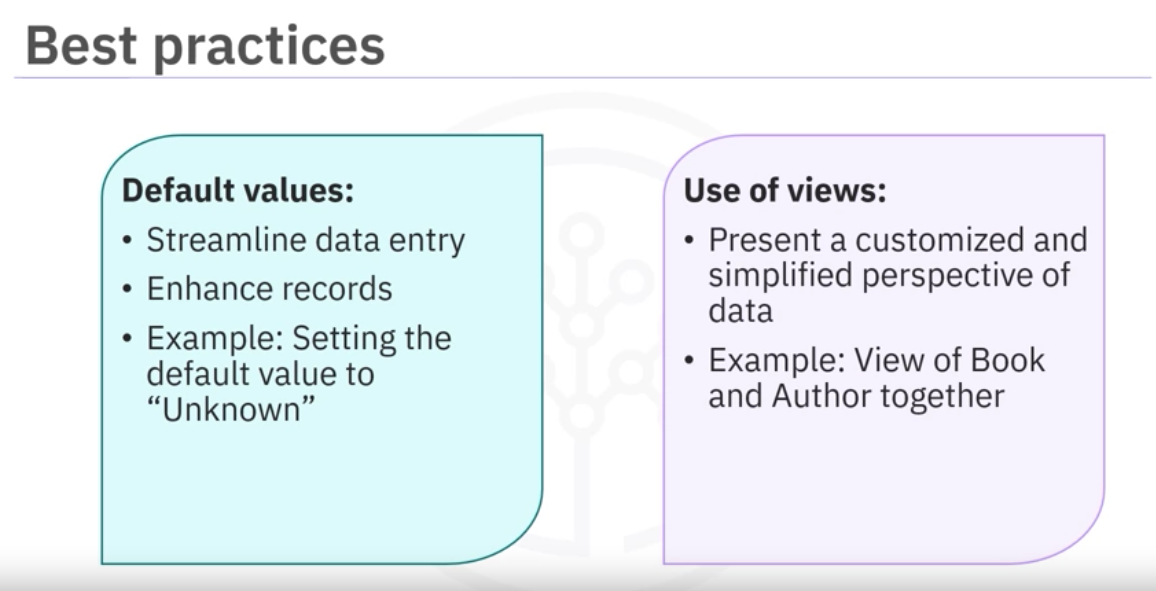 Best practices
Default values:
• Streamline data entry
• Enhance records
• Example: Setting the
default value to
“Unknown”
Use of views:
• Present a customized and
simplified perspective of
data
• Example: View of Book
and Author together